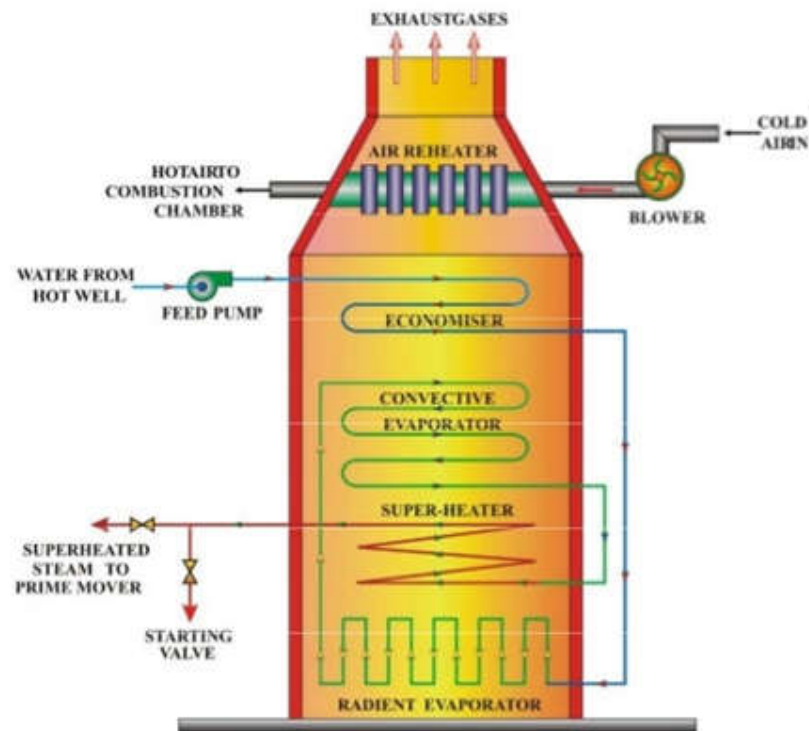 EXHAUSTGASES
COLD
AIRIN
AIR REHEATER
HOTAIRTO
COMBUSTION
CHAMBER
BLOWER
WATER FROM
HOT WELL
FEED PUMP
ECONOMISER
CONVECTIVE
EVAPORATOR
SUPER-HEATER
SUPERHEATED
STEAM TO
PRIME MOVER
STARTING
VALVE
RADIENT EVAPORATOR